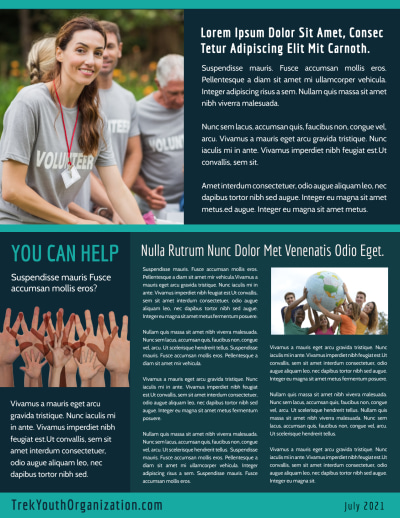 Lorem Ipsum Dolor Sit Amet, Consec
Tetur Adipiscing Elit Mit Carnoth.
Suspendisse mauris. Fusce accumsan mollis eros.
Pellentesque a diam sit amet mi ullamcorper vehicula.
Integer adipiscing risus a sem. Nullam quis massa sit amet
nibh viverra malesuada.
Nunc sem lacus, accumsan quis, faucibus non, congue vel,
arcu. Vivamus a mauris eget arcu gravida tristique. Nunc
iaculis mi in ante. Vivamus imperdiet nibh feugiat est.Ut
convallis, sem sit.
Amet interdum consectetuer, odio augue aliquam leo, nec
dapibus tortor nibh sed augue. Integer eu magna sit amet
metus.ed augue. Integer eu magna sit amet metus.
VOLUNTEER
YOU CAN HELP
Suspendisse mauris Fusce
accumsan mollis eros?
Vivamus a mauris eget arcu
gravida tristique. Nunc iaculis mi
in ante. Vivamus imperdiet nibh
feugiat est.Ut convallis, sem sit
amet interdum consectetuer,
odio augue aliquam leo, nec
dapibus tortor nibh sed.
Nulla Rutrum Nunc Dolor Met Venenatis Odio Eget.
Suspendisse mauris. Fusce accumsan mollis eros.
Pellentesque a diam sit amet mi ullamcorper vehicula. Vivamus a
mauris eget arcu gravida tristique. Nunc iaculis mi in
ante. Vivamus imperdiet nibh feugiat est.Ut convallis,
sem sit amet interdum consectetuer, odio augue
aliquam leo, nec dapibus tortor nibh sed augue.
Integer eu magna sit amet metus fermentum posuere.
Nullam quis massa sit amet nibh viverra malesuada.
Nunc sem lacus, accumsan quis, faucibus non, congue vel,
arcu. Ut scelerisque hendrerit tellus. Suspendisse
mauris. Fusce accumsan mollis eros. Pellentesque a
diam sit amet mir vehicula.
Vivamus a mauris eget arcu gravida tristique. Nunc
iaculis mi in ante. Vivamus imperdiet nibh feugiat est.Ut
convallis, sem sit amet interdum consectetuer, odio
augue aliquam leo, nec dapibus tortor nibh sed augue.
Integer eu magna sit amet metus fermentum
posuere.
Nullam quis massa sit amet nibh viverra malesuada.
Nunc sem lacus, accumsan quis, faucibus non, congue
vel, arcu. Ut scelerisque hendrerit tellus. Suspendisse
mauris. Fusce accumsan mollis eros. Pellentesque a
diam sit amet mi ullamcorper vehicula. Integer
adipiscing risus a sem. Suspendisse mauris. Fusce
accumsan mollis eros.
Vivamus a mauris eget arcu gravida tristique. Nunc
iaculis mi in ante. Vivamus imperdiet nibh feugiat est.Ut
convallis, sem sit amet interdum consectetuer, odio
augue aliquam leo, nec dapibus tortor nibh sed augue.
Integer eu magna sit amet metus fermentum posuere.
Nullam quis massa sit amet nibh viverra malesuada.
Nunc sem lacus, accumsan quis, faucibus non, congue
vel, arcu. Ut Nullam quis massa sit amet nibh viverra
malesuada. Nunc sem lacus, accumsan quis, faucibus
non, congue vel, arcu. Ut scelerisque hendrerit tellus.
Vivamus a mauris eget arcu gravida tristique. Nunc
iaculis mi in ante. Vivamus imperdiet nibh feugiat est.Ut
convallis, sem sit amet interdum consectetuer, odio
augue aliquam leo, nec dapibus tortor nibh sed augue.
Integer eu magna sit amet.
TrekYouthOrganization.com
July 2021